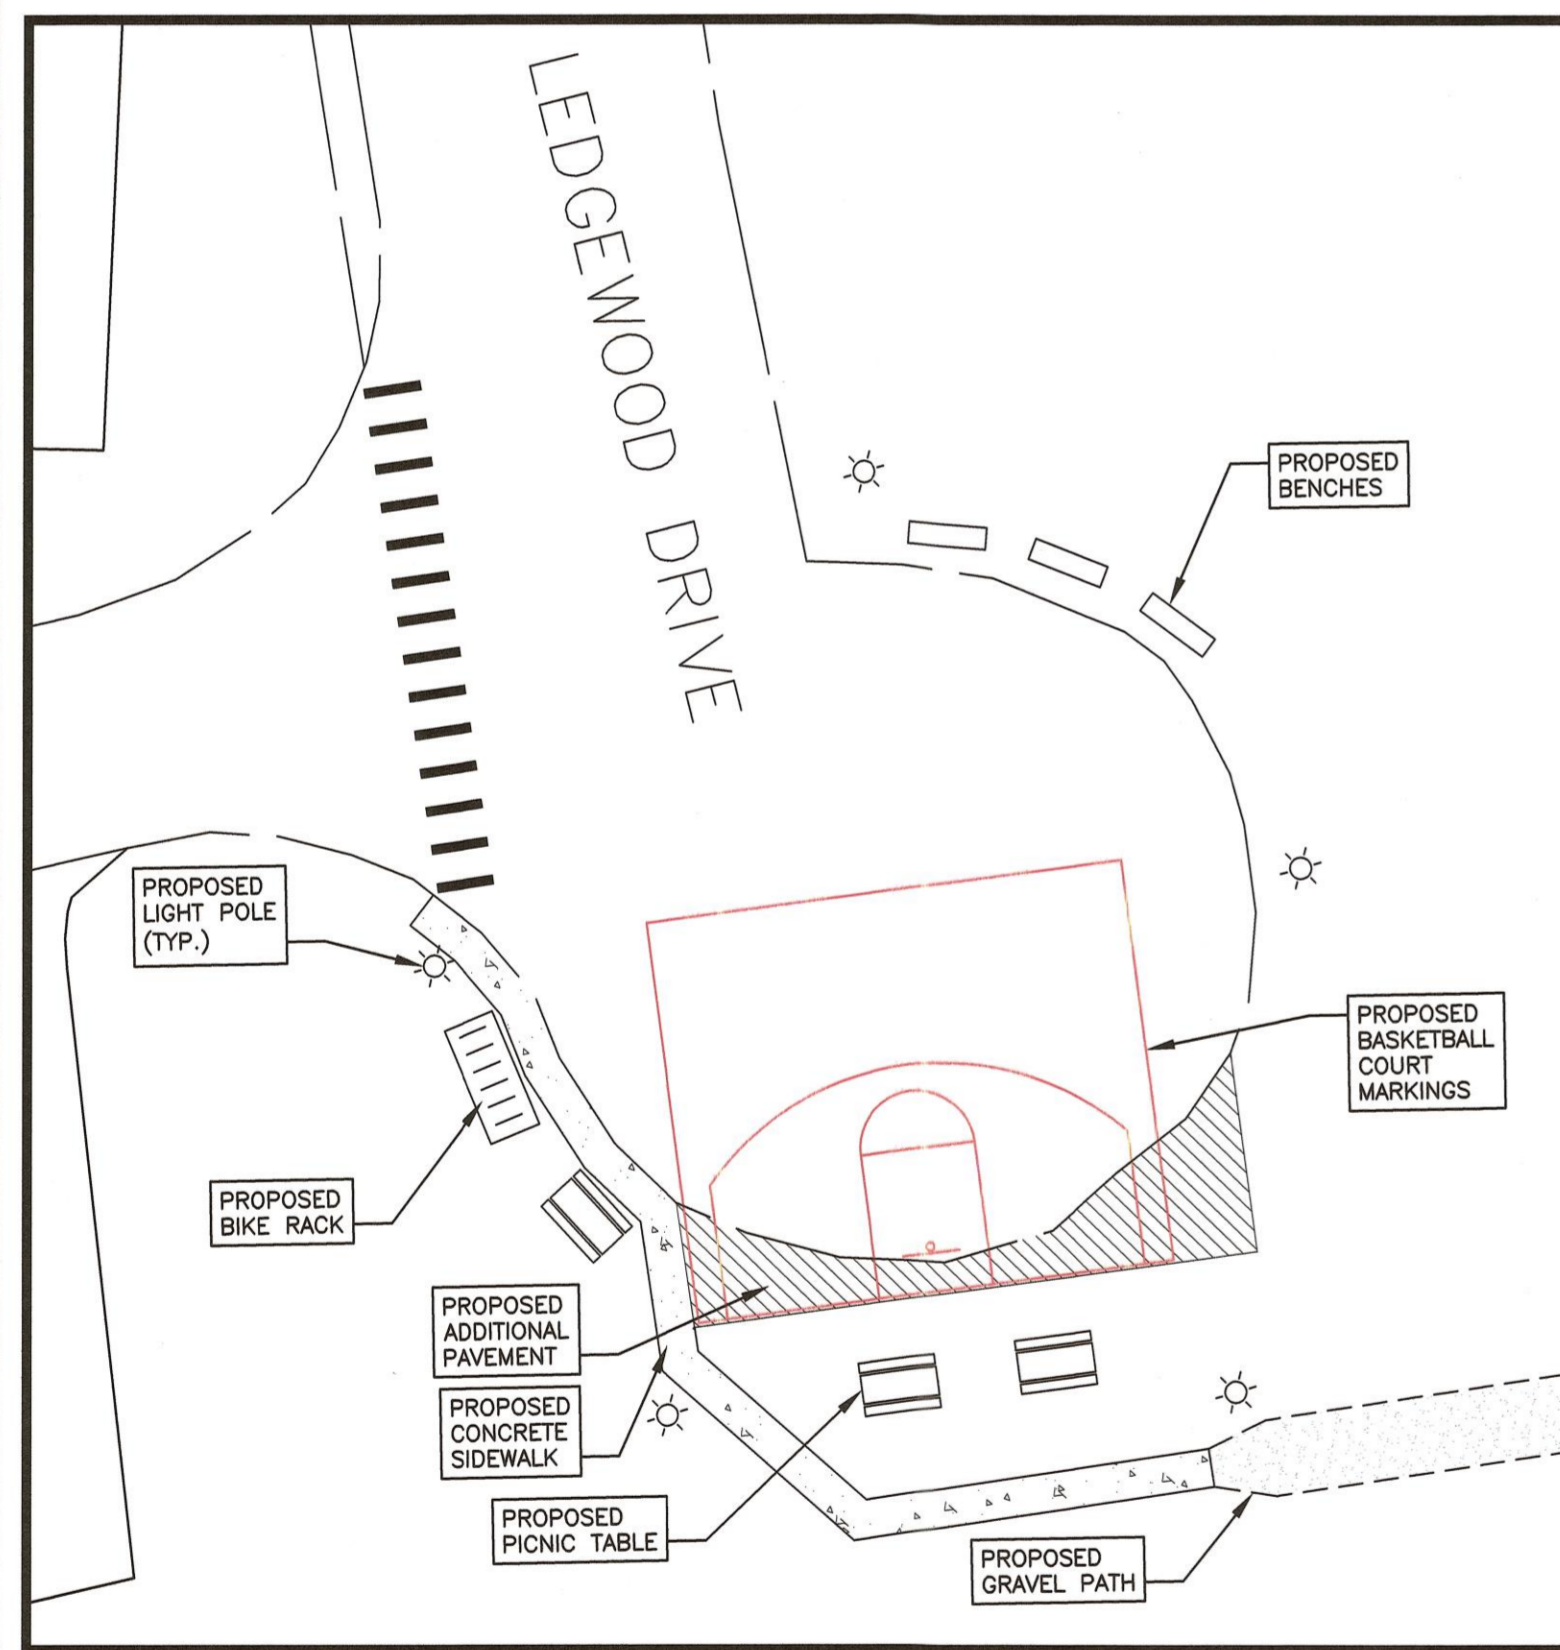 LEDGEWOOD DRIVE
PROPOSED
BENCHES
PROPOSED
LIGHT POLE
(TYP.)
PROPOSED
BASKETBALL
COURT
MARKINGS
PROPOSED
BIKE RACK
PROPOSED
ADDITIONAL
PAVEMENT
PROPOSED
CONCRETE
SIDEWALK
PROPOSED
PICNIC TABLE
PROPOSED
GRAVEL PATH